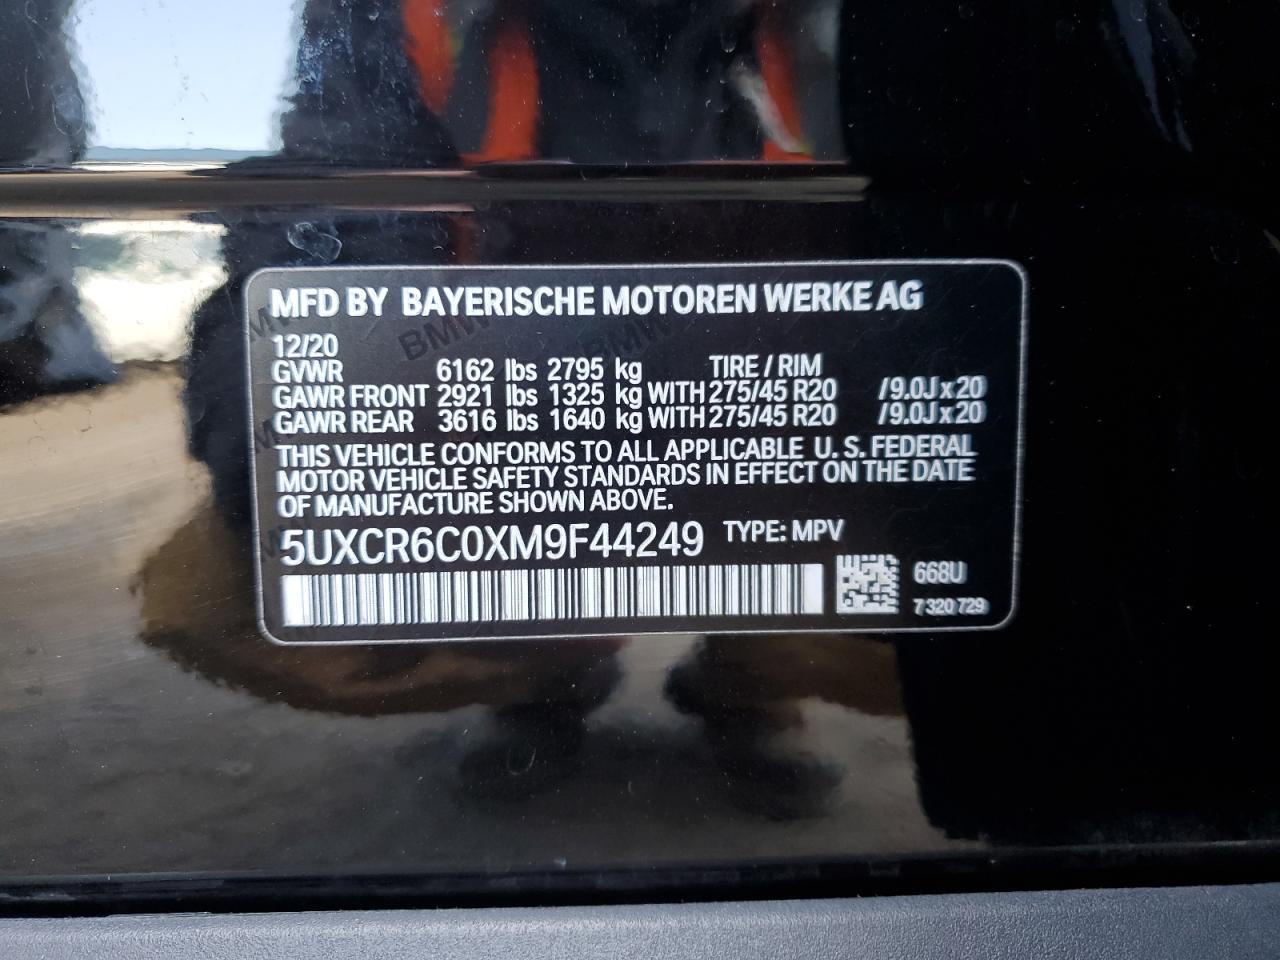 MFD BY BAYERISCHE MOTOREN WERKE AG
12/20
GVWR 6162 lbs 2795 kg TIRE / RIM
GAWR FRONT 2921 lbs 1325 kg WITH 275/45 R20 /9.0J x 20
GAWR REAR 3616 lbs 1640 kg WITH 275/45 R20 /9.0J x 20
THIS VEHICLE CONFORMS TO ALL APPLICABLE U.S. FEDERAL
MOTOR VEHICLE SAFETY STANDARDS IN EFFECT ON THE DATE
OF MANUFACTURE SHOWN ABOVE.
5UXCR6C0XM9F44249 TYPE: MPV
668U
7 320 729